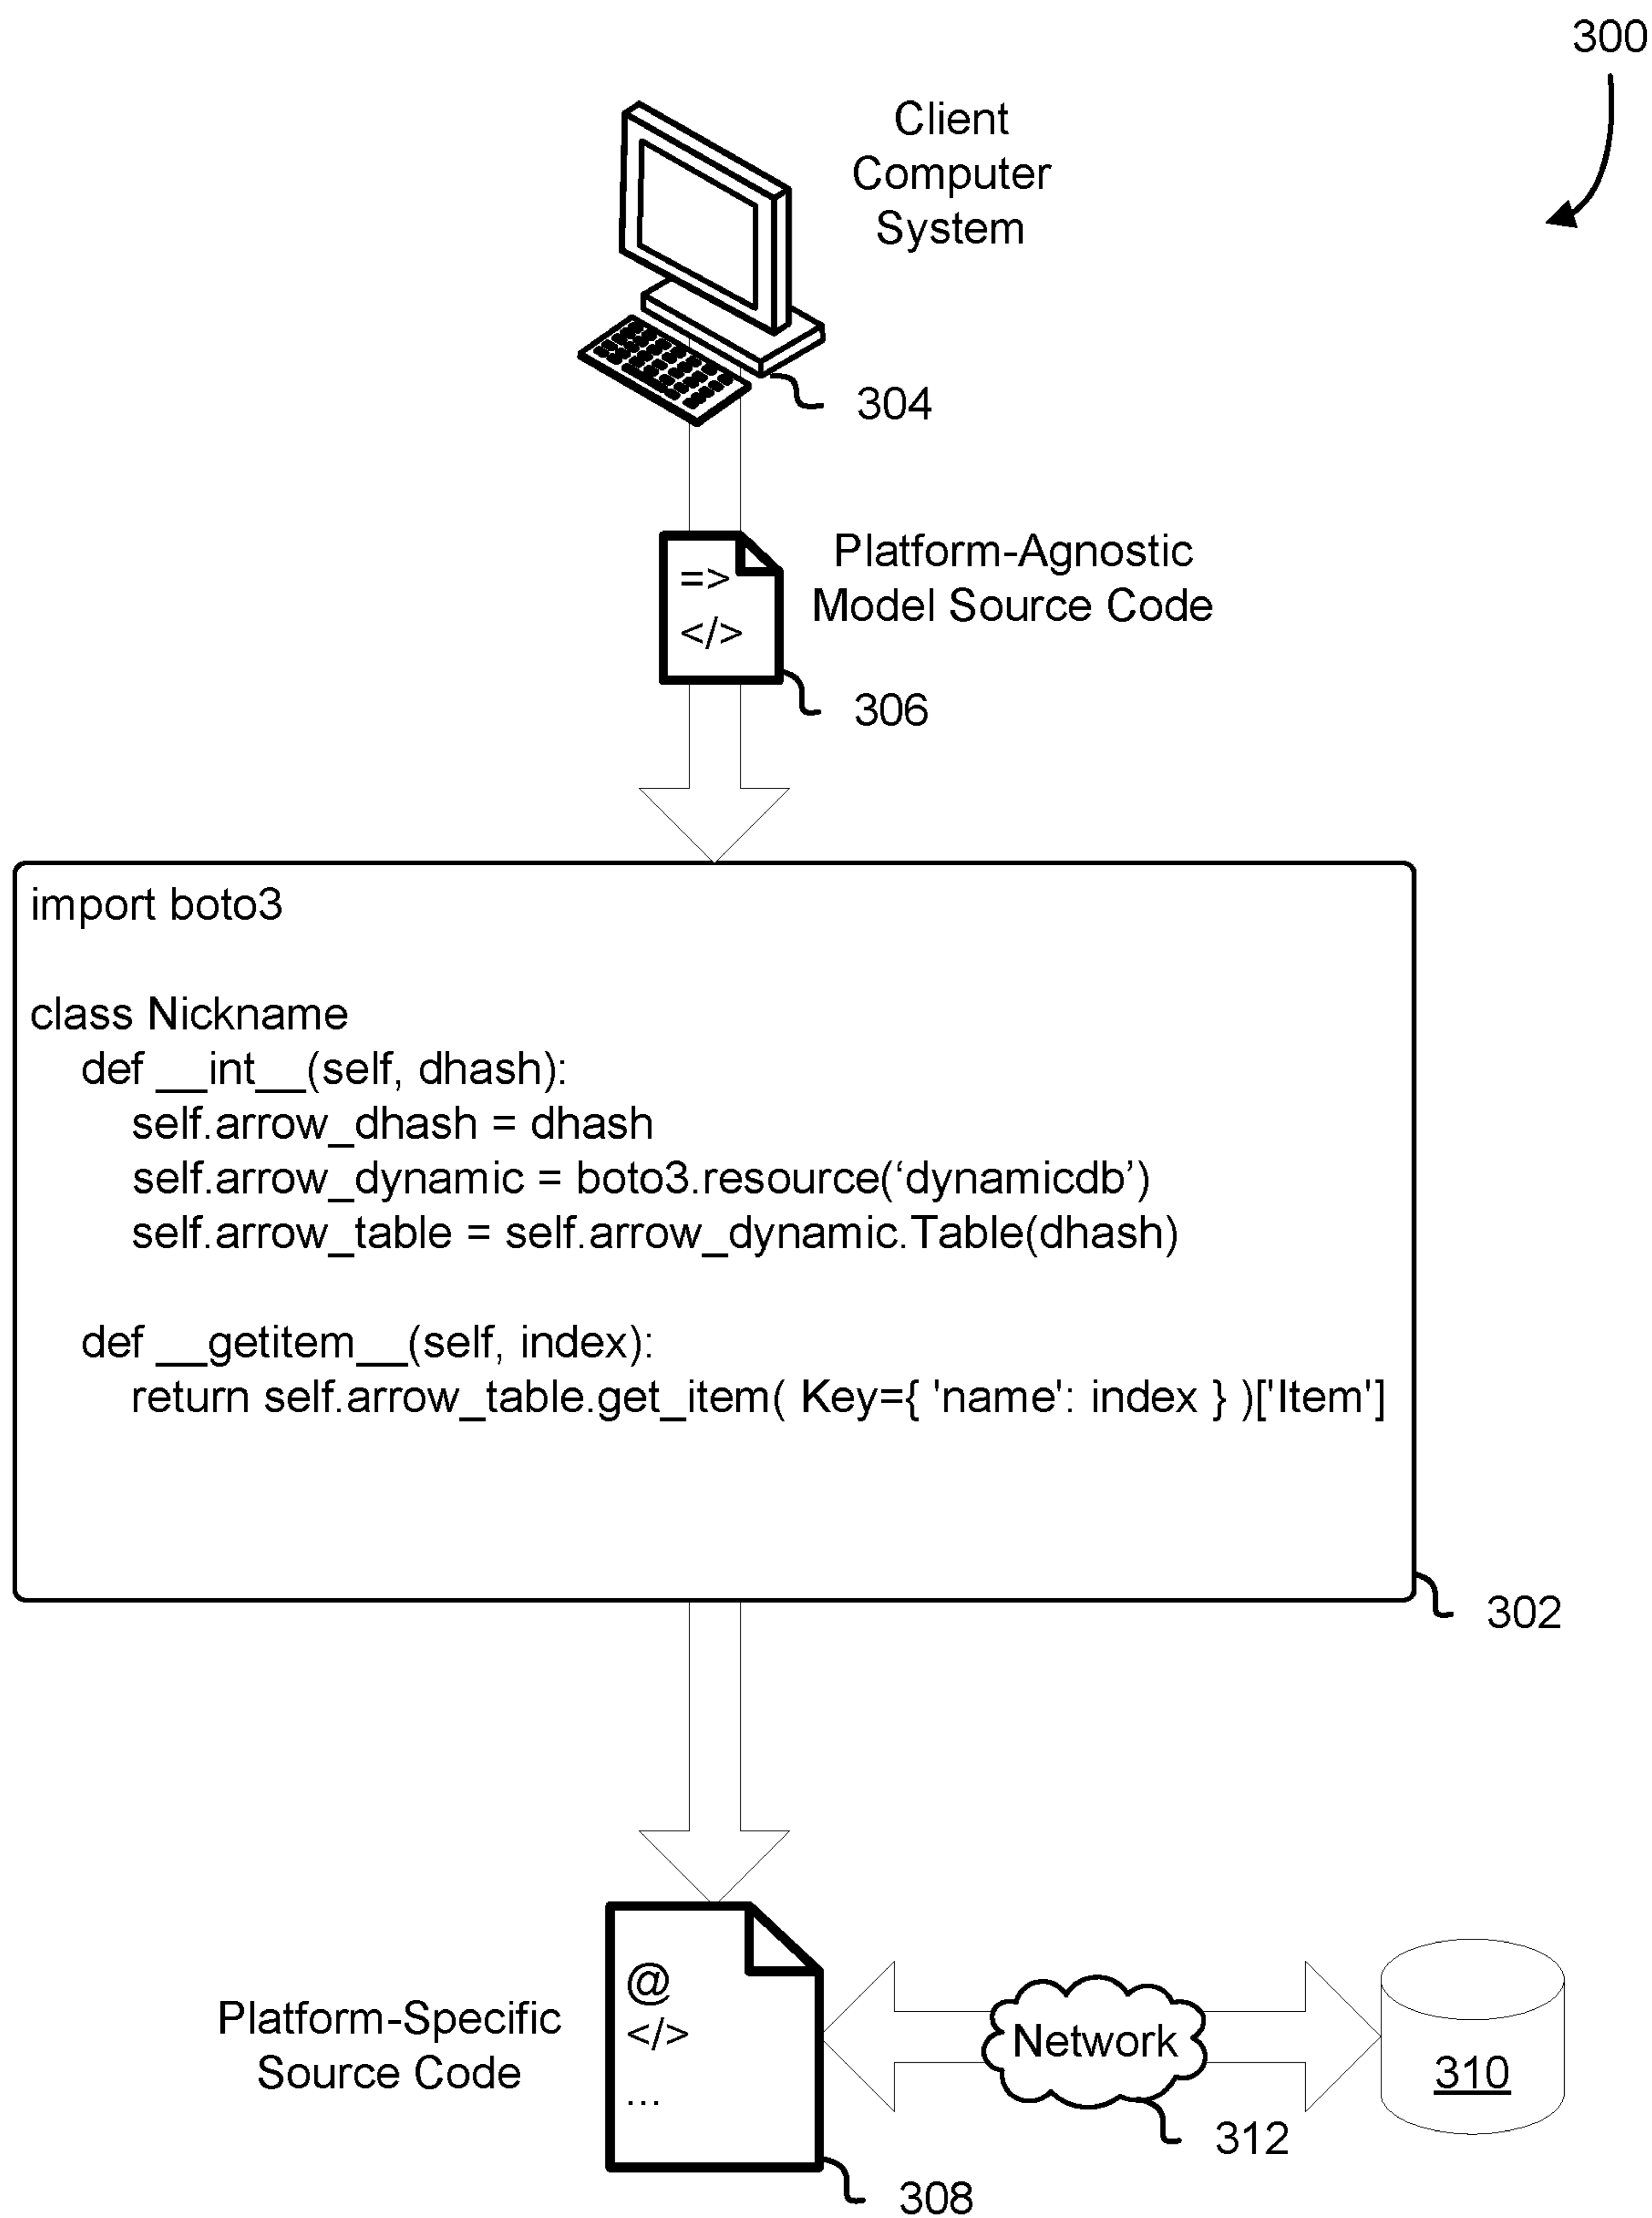 300
Client
Computer
System
304
Platform-Agnostic
Model Source Code
=>
</>
306
import boto3
class Nickname
def __int__(self, dhash):
self.arrow_dhash = dhash
self.arrow_dynamic = boto3.resource(‘dynamicdb’)
self.arrow_table = self.arrow_dynamic.Table(dhash)
def __getitem__(self, index):
return self.arrow_table.get_item( Key={ 'name': index } )['Item']
302
@
</>
...
Platform-Specific
Source Code
308
Network
312
310